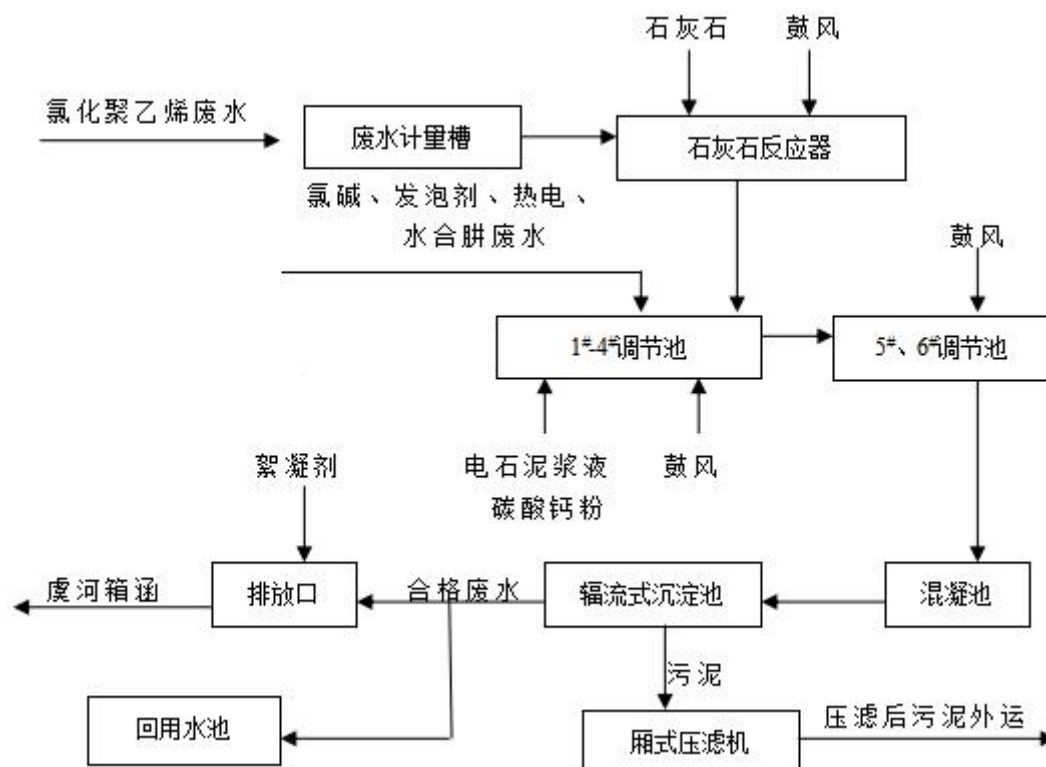 石灰石
鼓风
氯化聚乙烯废水
废水计量槽
石灰石反应器
氯碱、发泡剂、热电、
水合肼废水
鼓风
1#-4#调节池
5#、6#调节池
电石泥浆液
碳酸钙粉
鼓风
絮凝剂
虞河箱涵
排放口
合格废水
辐流式沉淀池
混凝池
污泥
回用水池
厢式压滤机
压滤后污泥外运